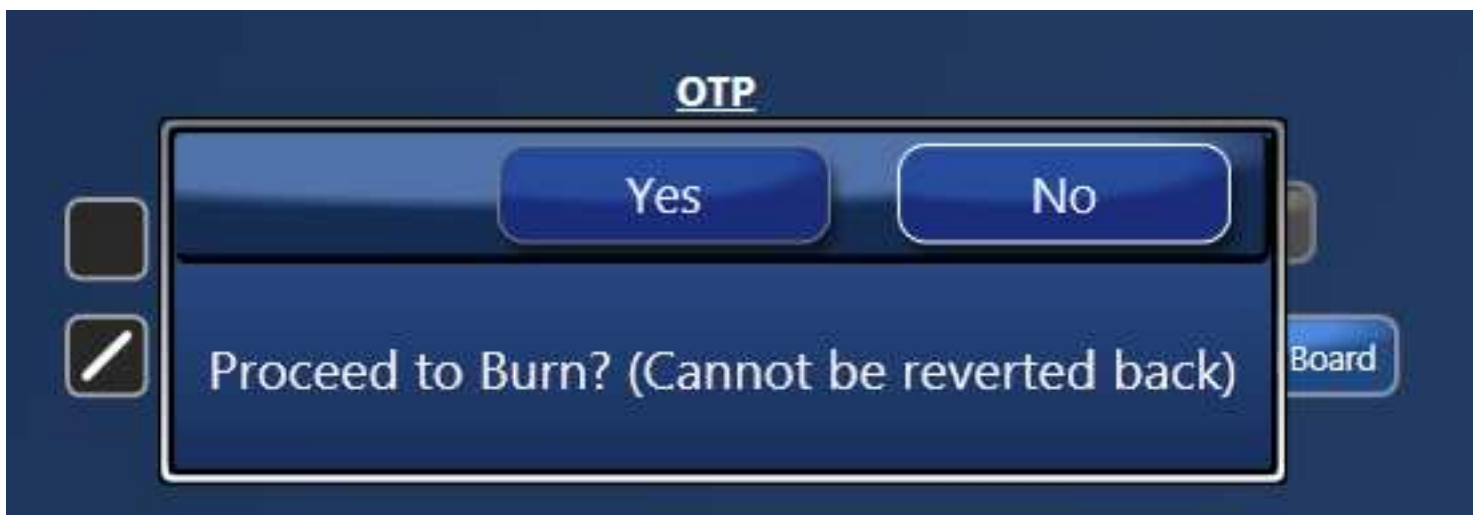 OTP
Yes
No
Proceed to Burn? (Cannot be reverted back)
Board